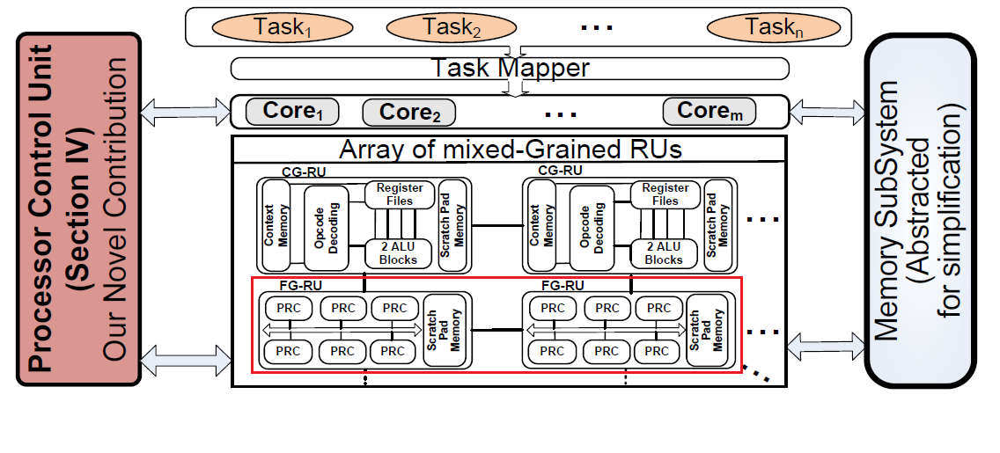 Task1 Task2 ... Taskn
Task Mapper
Core1 Core2 ... Corem
Processor Control Unit
(Section IV)
Our Novel Contribution
Memory SubSystem
(Abstracted
for simplification)
Array of mixed-Grained RUs
CG-RU
Context
Memory
Opcode
Decoding
Register
Files
2 ALU
Blocks
Scratch Pad
Memory
CG-RU
Context
Memory
Opcode
Decoding
Register
Files
2 ALU
Blocks
Scratch Pad
Memory
...
FG-RU
PRC PRC PRC
PRC PRC PRC
Scratch
Pad
Memory
FG-RU
PRC PRC PRC
PRC PRC PRC
Scratch
Pad
Memory
...